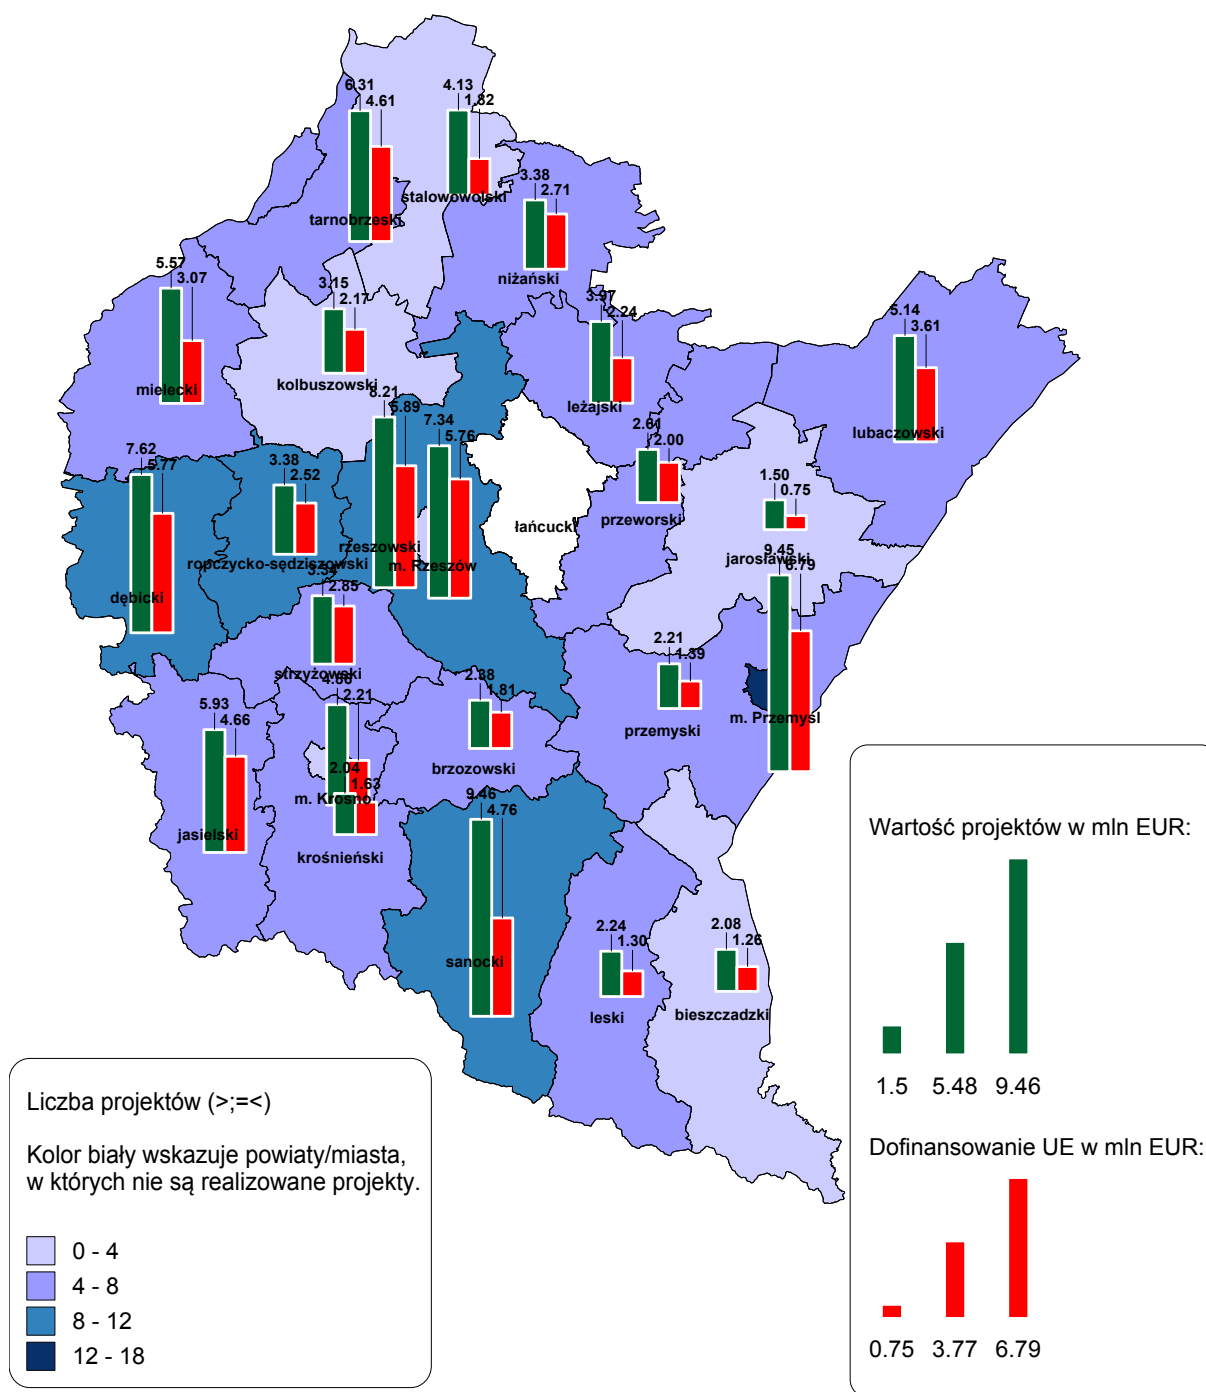 6.31
4.61
4.13
1.82
stalowowolski
tarnobrzeski
3.38
2.71
niżański
5.57
3.07
mielecki
3.15
2.17
kolbuszowski
3.97
2.24
leżajski
5.14
3.61
lubaczowski
8.21
5.89
7.34
5.76
rzeszowski
m. Rzeszów
łańcucki
2.61
2.00
przeworski
1.50
0.75
jarosławski
7.62
5.77
dębicki
3.38
2.52
ropczycko-sędziszowski
3.34
2.85
strzyżowski
9.45
6.79
m. Przemyśl
2.21
1.39
przemyski
2.38
1.81
brzozowski
5.93
4.66
jasielski
4.86
2.21
m. Krosno
2.04
1.63
krośnieński
9.46
4.76
sanocki
2.24
1.30
leski
2.08
1.26
bieszczadzki
Wartość projektów w mln EUR:
1.5 5.48 9.46
Dofinansowanie UE w mln EUR:
0.75 3.77 6.79
Liczba projektów (>;=<)
Kolor biały wskazuje powiaty/miasta,
w których nie są realizowane projekty.
0 - 4
4 - 8
8 - 12
12 - 18